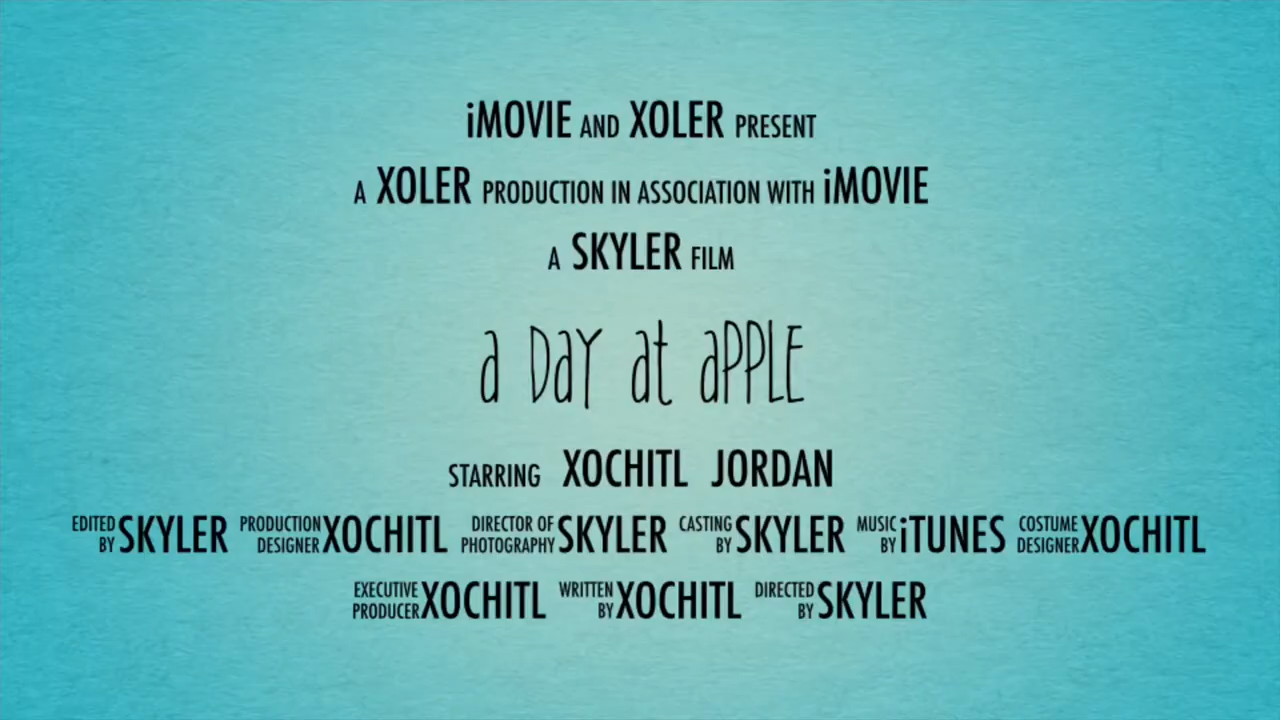 iMOVIE AND XOLER PRESENT
A XOLER PRODUCTION IN ASSOCIATION WITH iMOVIE
A SKYLER FILM
a Day at aPPLE
STARRING XOCHITL JORDAN
EDITED BY SKYLER PRODUCTION DESIGNER XOCHITL DIRECTOR OF PHOTOGRAPHY SKYLER CASTING BY SKYLER MUSIC BY iTUNES COSTUME DESIGNER XOCHITL
EXECUTIVE PRODUCER XOCHITL WRITTEN BY XOCHITL DIRECTED BY SKYLER